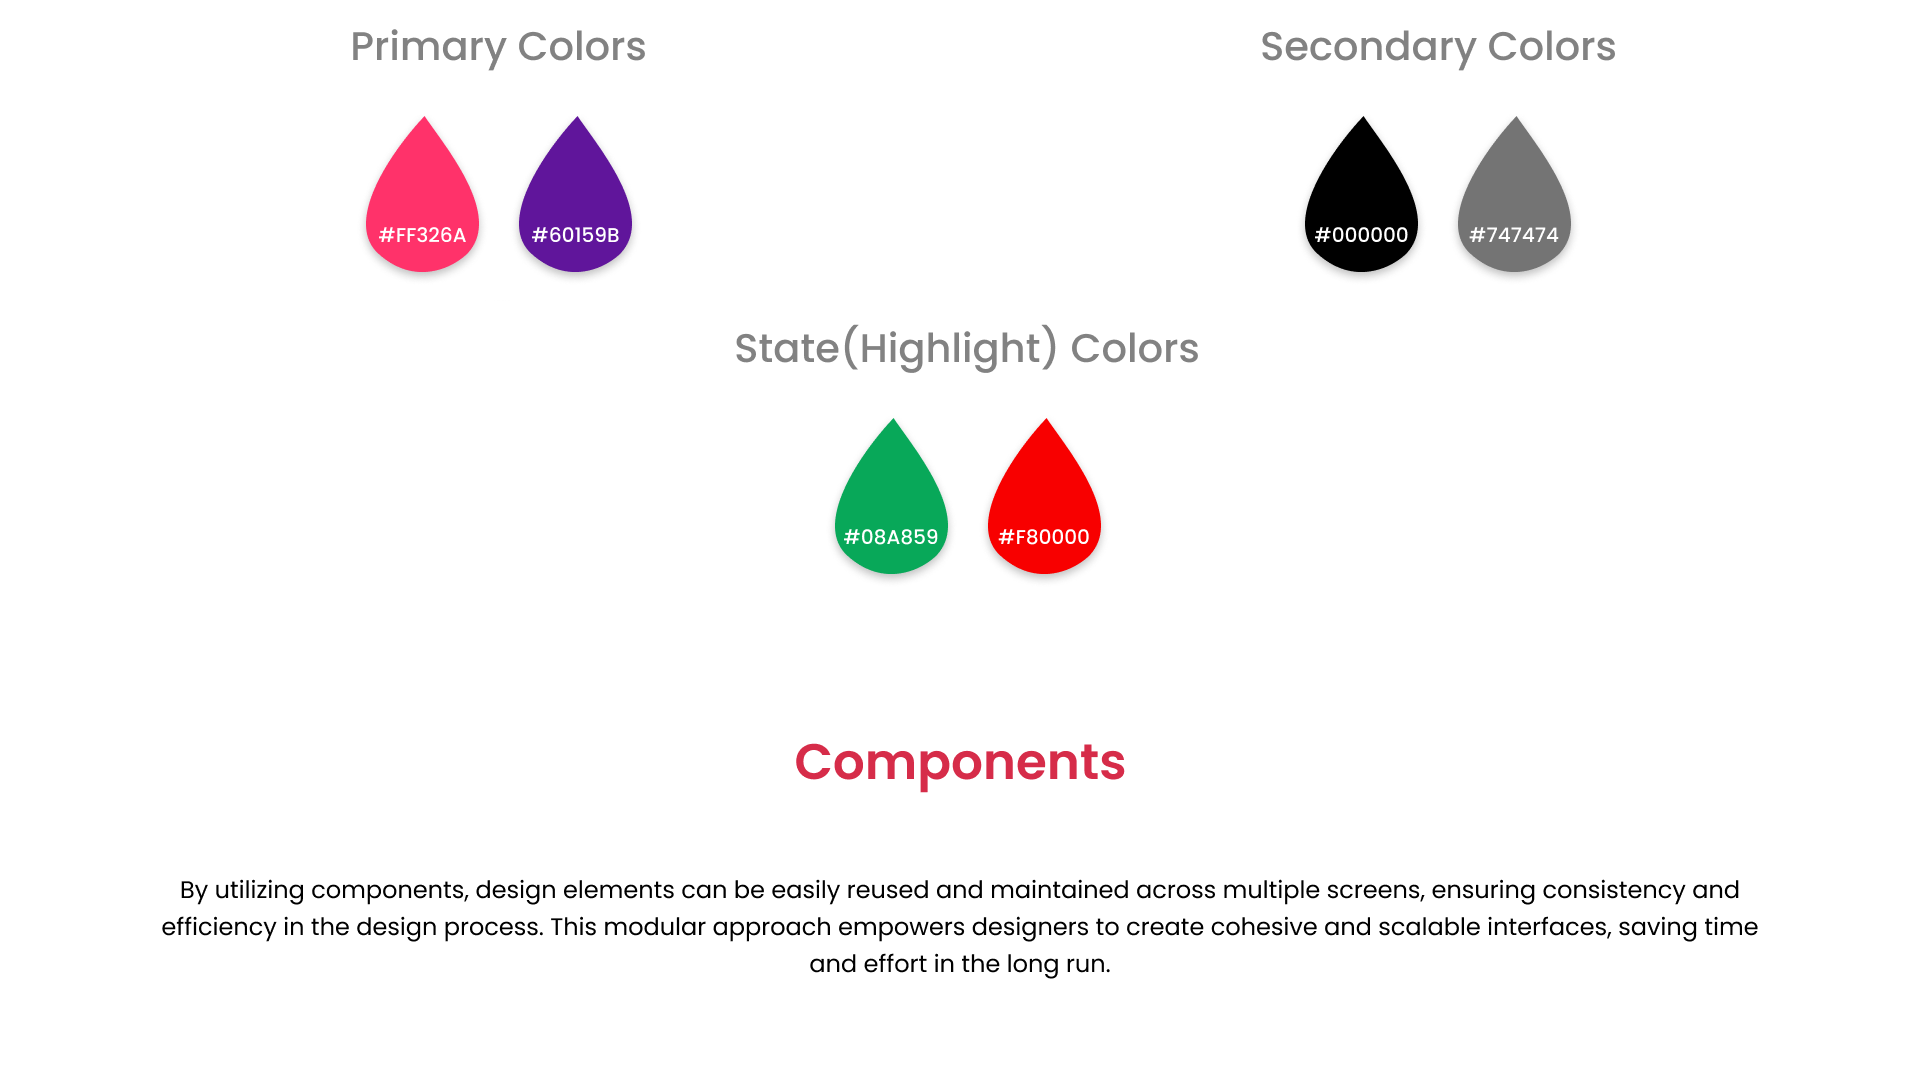 Primary Colors
Secondary Colors
#FF326A
#60159B
#000000
#747474
State(Highlight) Colors
#08A859
#F80000
Components
By utilizing components, design elements can be easily reused and maintained across multiple screens, ensuring consistency and
efficiency in the design process. This modular approach empowers designers to create cohesive and scalable interfaces, saving time
and effort in the long run.